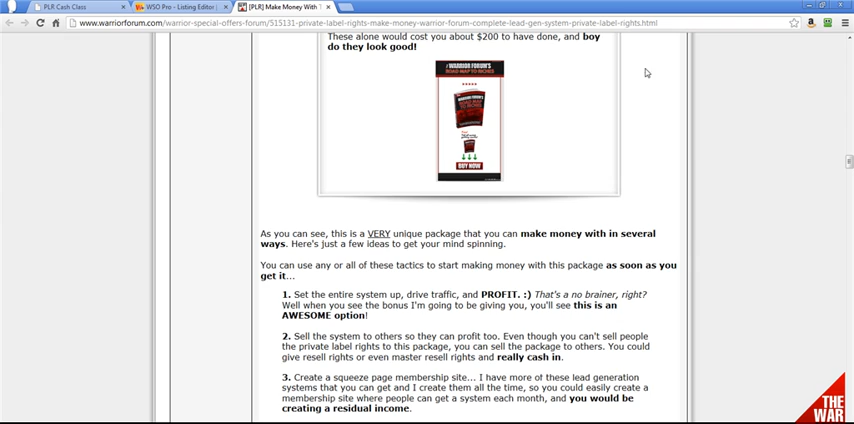 PLR Cash Class
WSO Pro - Listing Editor |
[PLR] Make Money With T
www.warriorforum.com/warrior-special-offers-forum/515131-private-label-rights-make-money-warrior-forum-complete-lead-gen-system-private-label-rights.html
These alone would cost you about $200 to have done, and boy
do they look good!
WARRIOR FORUM'S
ROAD MAP TO RICHES
WARRIOR FORUM'S
ROAD MAP
TO RICHES
BUY NOW
As you can see, this is a VERY unique package that you can make money with in several
ways. Here's just a few ideas to get your mind spinning.
You can use any or all of these tactics to start making money with this package as soon as you
get it...
1. Set the entire system up, drive traffic, and PROFIT. :) That's a no brainer, right?
Well when you see the bonus I'm going to be giving you, you'll see this is an
AWESOME option!
2. Sell the system to others so they can profit too. Even though you can't sell people
the private label rights to this package, you can sell the package to others. You could
give resell rights or even master resell rights and really cash in.
3. Create a squeeze page membership site... I have more of these lead generation
systems that you can get and I create them all the time, so you could easily create a
membership site where people can get a system each month, and you would be
creating a residual income.
THE
WAR